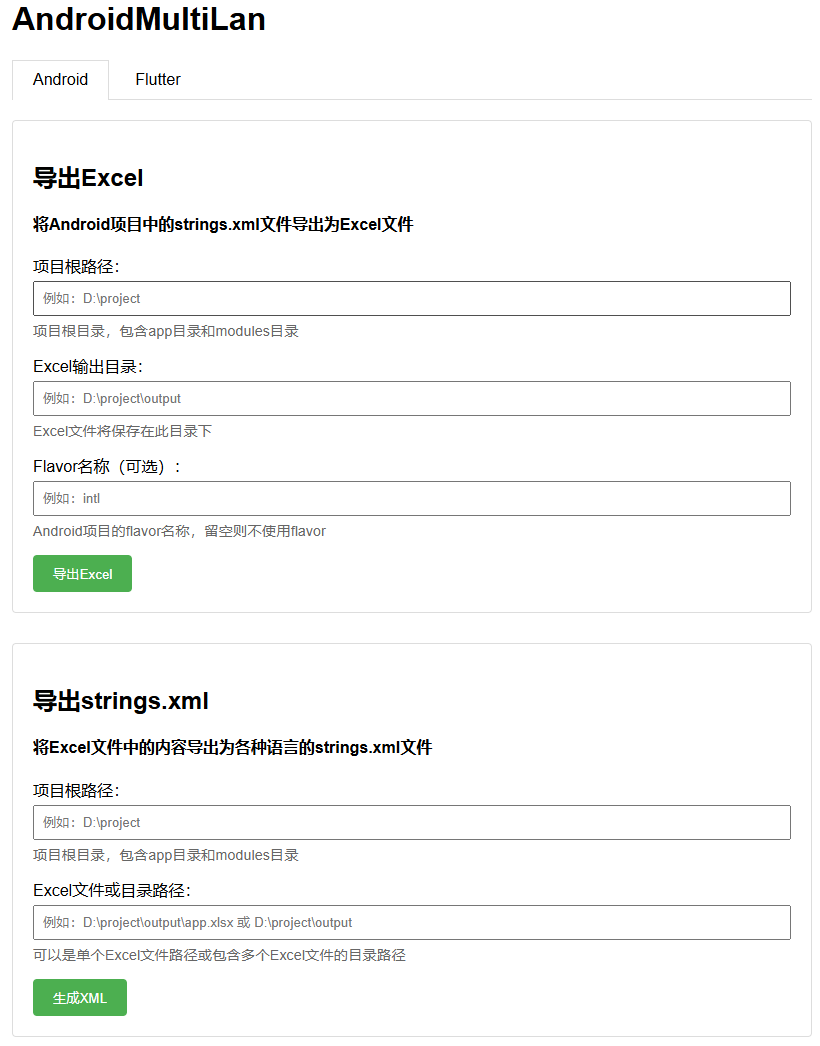 AndroidMultiLan
Android Flutter
导出Excel
将Android项目中的strings.xml文件导出为Excel文件
项目根路径：
例如：D:\project
项目根目录，包含app目录和modules目录
Excel输出目录：
例如：D:\project\output
Excel文件将保存在此目录下
Flavor名称（可选）：
例如：intl
Android项目的flavor名称，留空则不使用flavor
导出Excel
导出strings.xml
将Excel文件中的内容导出为各种语言的strings.xml文件
项目根路径：
例如：D:\project
项目根目录，包含app目录和modules目录
Excel文件或目录路径：
例如：D:\project\output\app.xlsx 或 D:\project\output
可以是单个Excel文件路径或包含多个Excel文件的目录路径
生成XML